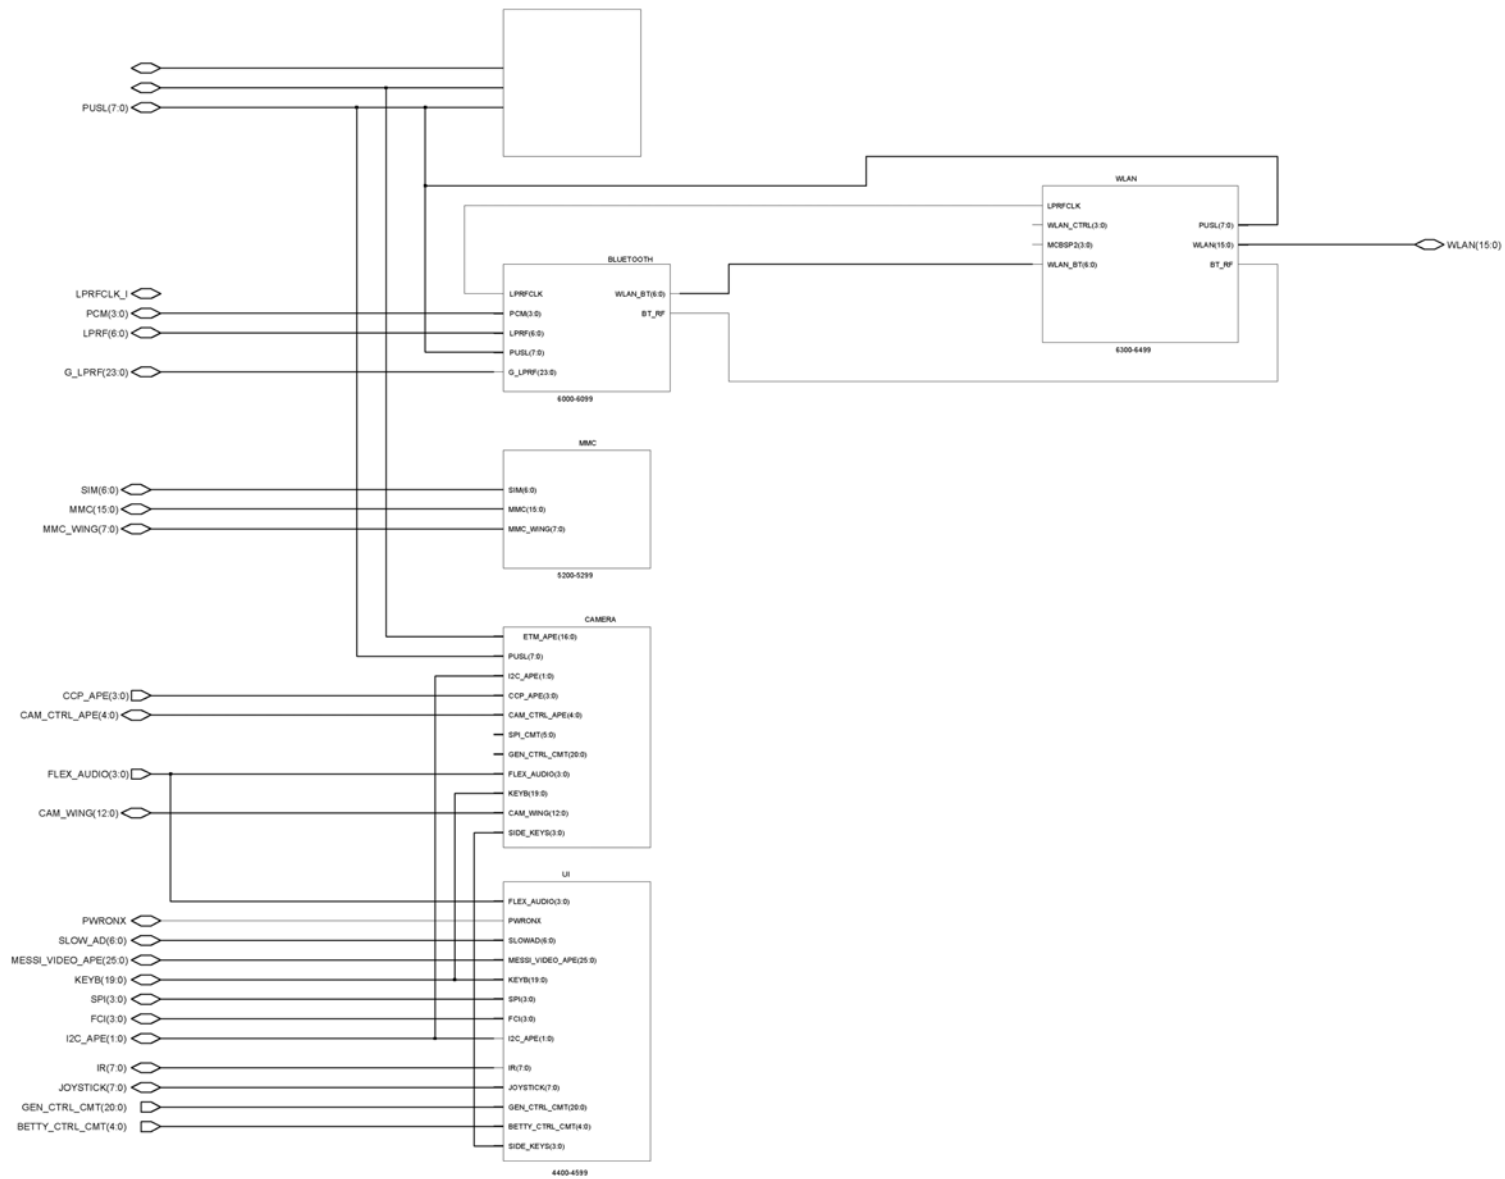 PUSL(7:0)
WLAN
LPRFCLK
WLAN_CTRL(3:0)
MCBSP2(3:0)
WLAN_BT(6:0)
PUSL(7:0)
WLAN(15:0)
BT_RF
6300-6499
WLAN(15:0)
BLUETOOTH
LPRFCLK_I
PCM(3:0)
LPRF(6:0)
G_LPRF(23:0)
LPRFCLK
PCM(3:0)
LPRF(6:0)
PUSL(7:0)
G_LPRF(23:0)
WLAN_BT(6:0)
BT_RF
6000-6099
MMC
SIM(6:0)
MMC(15:0)
MMC_WING(7:0)
SIM(6:0)
MMC(15:0)
MMC_WING(7:0)
5200-5299
CAMERA
CCP_APE(3:0)
CAM_CTRL_APE(4:0)
FLEX_AUDIO(3:0)
CAM_WING(12:0)
ETM_APE(16:0)
PUSL(7:0)
I2C_APE(1:0)
CCP_APE(3:0)
CAM_CTRL_APE(4:0)
SPI_CMT(5:0)
GEN_CTRL_CMT(20:0)
FLEX_AUDIO(3:0)
KEYB(19:0)
CAM_WING(12:0)
SIDE_KEYS(3:0)
UI
PWRONX
SLOW_AD(6:0)
MESSI_VIDEO_APE(25:0)
KEYB(19:0)
SPI(3:0)
FCI(3:0)
I2C_APE(1:0)
IR(7:0)
JOYSTICK(7:0)
GEN_CTRL_CMT(20:0)
BETTY_CTRL_CMT(4:0)
FLEX_AUDIO(3:0)
PWRONX
SLOWAD(6:0)
MESSI_VIDEO_APE(25:0)
KEYB(19:0)
SPI(3:0)
FCI(3:0)
I2C_APE(1:0)
IR(7:0)
JOYSTICK(7:0)
GEN_CTRL_CMT(20:0)
BETTY_CTRL_CMT(4:0)
SIDE_KEYS(3:0)
4400-4599